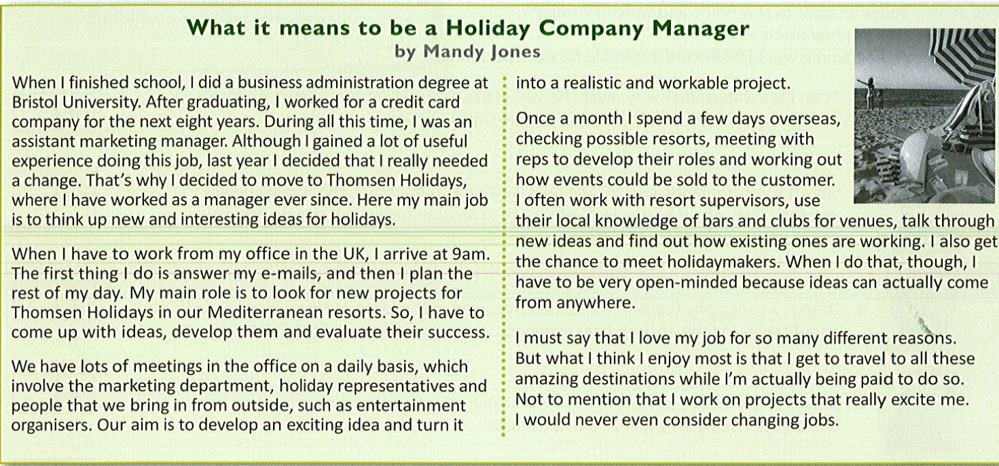 What it means to be a Holiday Company Manager
by Mandy Jones
When I finished school, I did a business administration degree at
Bristol University. After graduating, I worked for a credit card
company for the next eight years. During all this time, I was an
assistant marketing manager. Although I gained a lot of useful
experience doing this job, last year I decided that I really needed
a change. That's why I decided to move to Thomsen Holidays,
where I have worked as a manager ever since. Here my main job
is to think up new and interesting ideas for holidays.
When I have to work from my office in the UK, I arrive at 9am.
The first thing I do is answer my e-mails, and then I plan the
rest of my day. My main role is to look for new projects for
Thomsen Holidays in our Mediterranean resorts. So, I have to
come up with ideas, develop them and evaluate their success.
We have lots of meetings in the office on a daily basis, which
involve the marketing department, holiday representatives and
people that we bring in from outside, such as entertainment
organisers. Our aim is to develop an exciting idea and turn it
into a realistic and workable project.
Once a month I spend a few days overseas,
checking possible resorts, meeting with
reps to develop their roles and working out
how events could be sold to the customer.
I often work with resort supervisors, use
their local knowledge of bars and clubs for venues, talk through
new ideas and find out how existing ones are working. I also get
the chance to meet holidaymakers. When I do that, though, I
have to be very open-minded because ideas can actually come
from anywhere.
I must say that I love my job for so many different reasons.
But what I think I enjoy most is that I get to travel to all these
amazing destinations while I'm actually being paid to do so.
Not to mention that I work on projects that really excite me.
I would never even consider changing jobs.